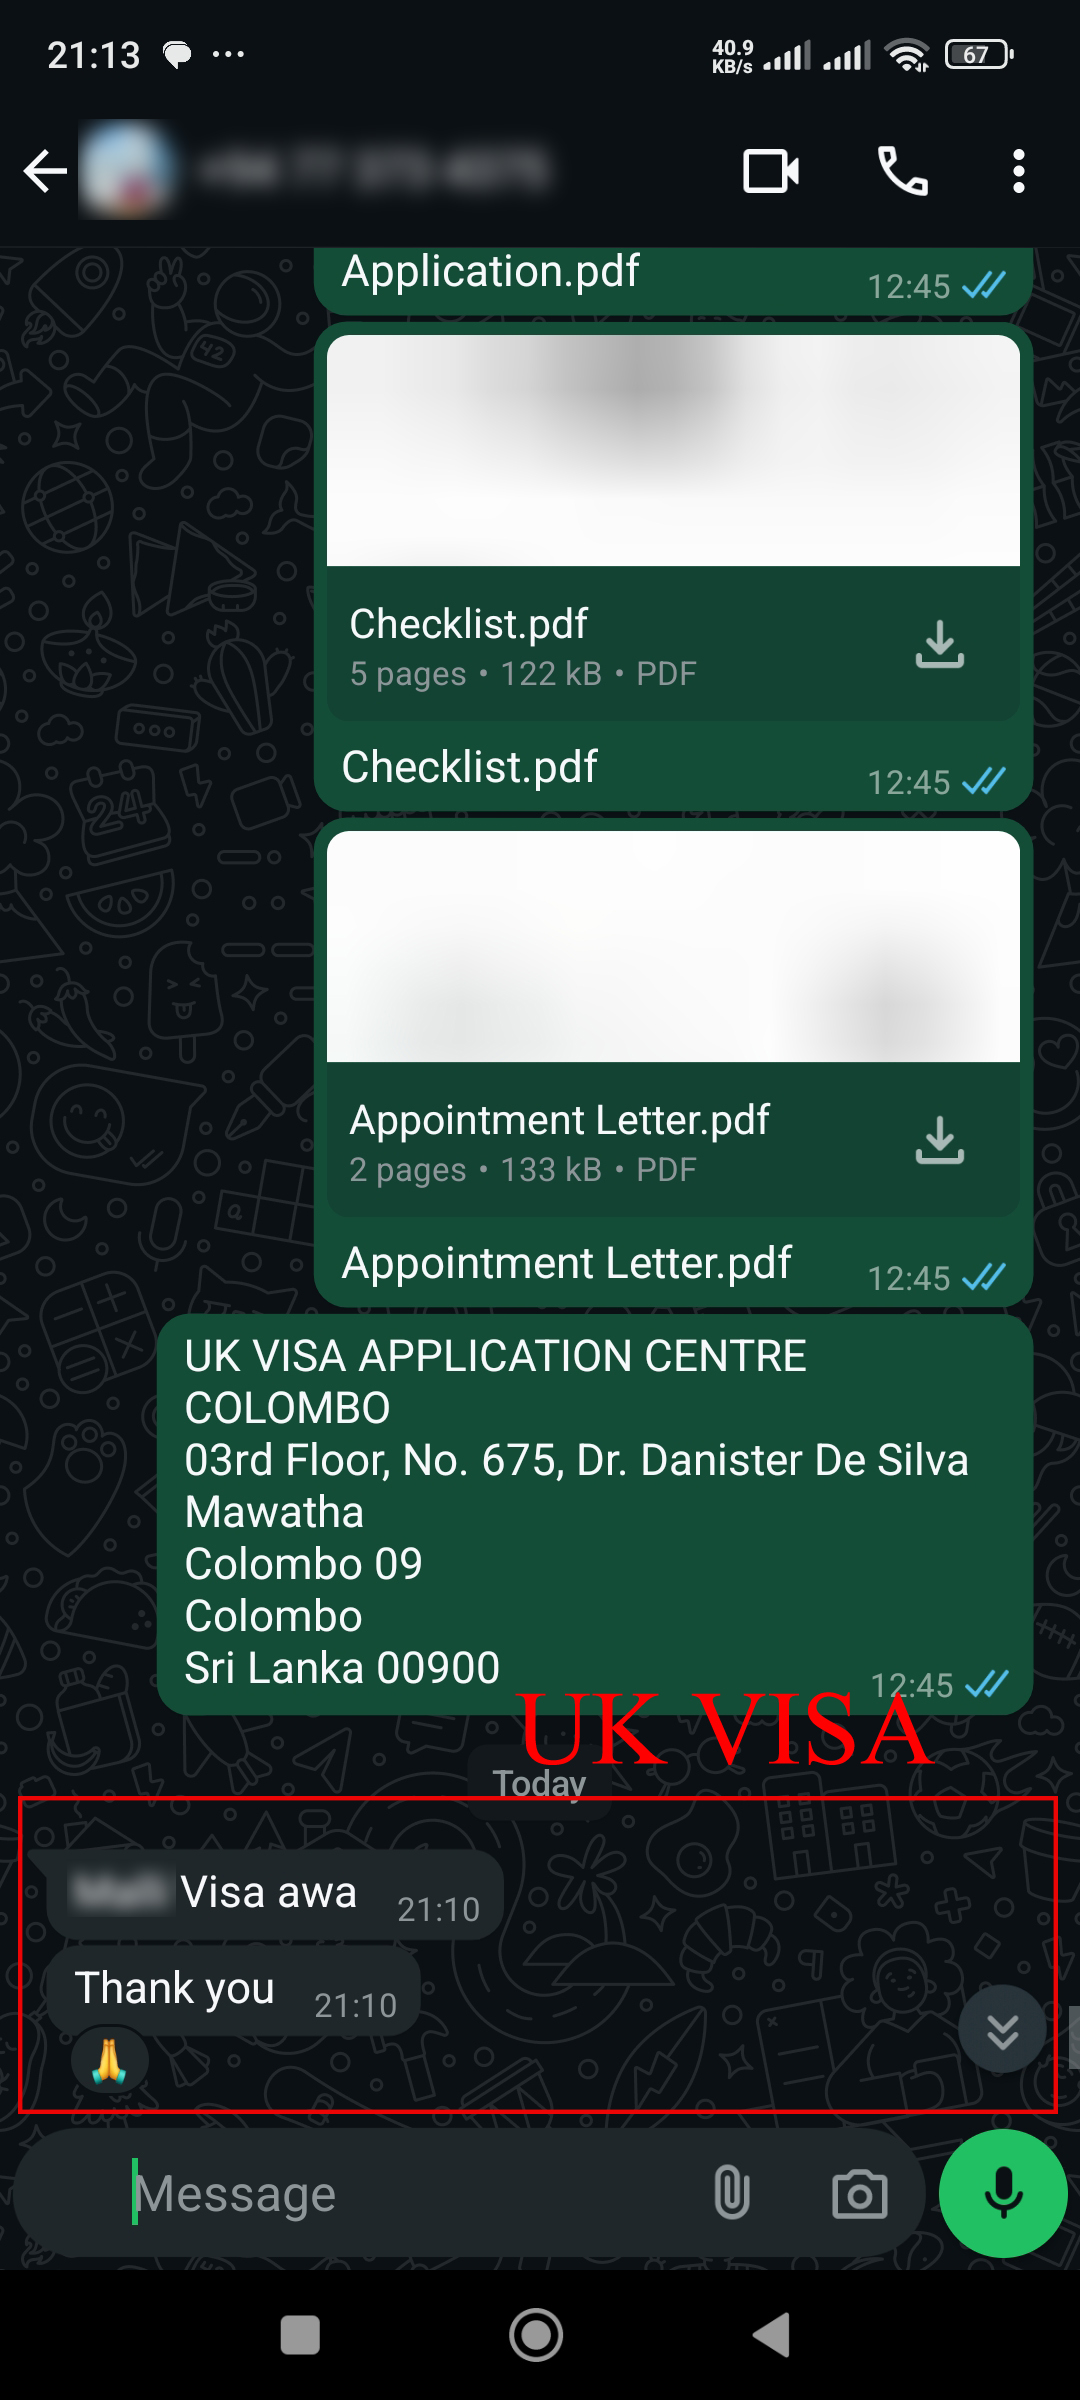 21:13
40.9
KB/s
67
Application.pdf
12:45
Checklist.pdf
5 pages • 122 kB • PDF
Checklist.pdf
12:45
Appointment Letter.pdf
2 pages • 133 kB • PDF
Appointment Letter.pdf
12:45
UK VISA APPLICATION CENTRE
COLOMBO
03rd Floor, No. 675, Dr. Danister De Silva
Mawatha
Colombo 09
Colombo
Sri Lanka 00900
12:45
UK VISA
Today
Visa awa
21:10
Thank you
21:10
Message